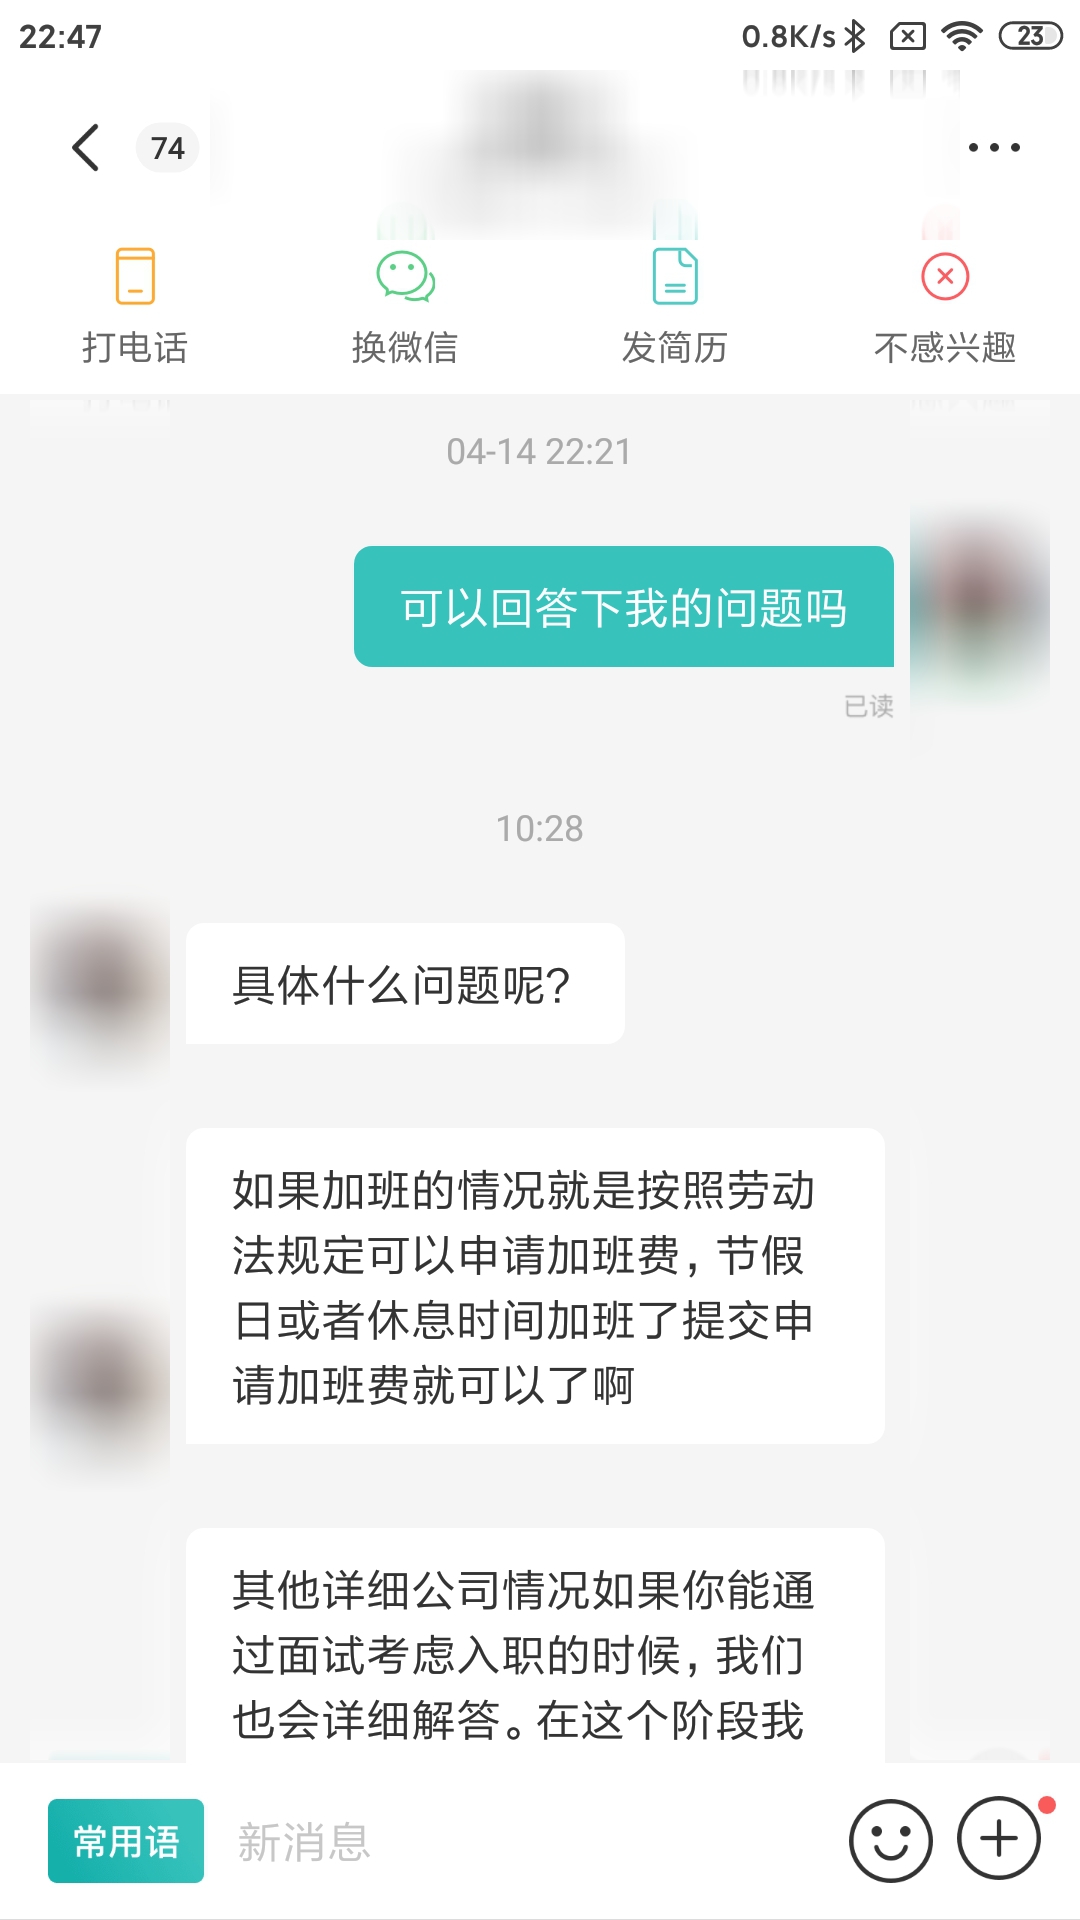 22:47 0.8K/s 23
74
打电话 换微信 发简历 不感兴趣
04-14 22:21
可以回答下我的问题吗
已读
10:28
具体什么问题呢?
如果加班的情况就是按照劳动
法规定可以申请加班费，节假
日或者休息时间加班了提交申
请加班费就可以了啊
其他详细公司情况如果你能通
过面试考虑入职的时候，我们
也会详细解答。在这个阶段我
常用语 新消息